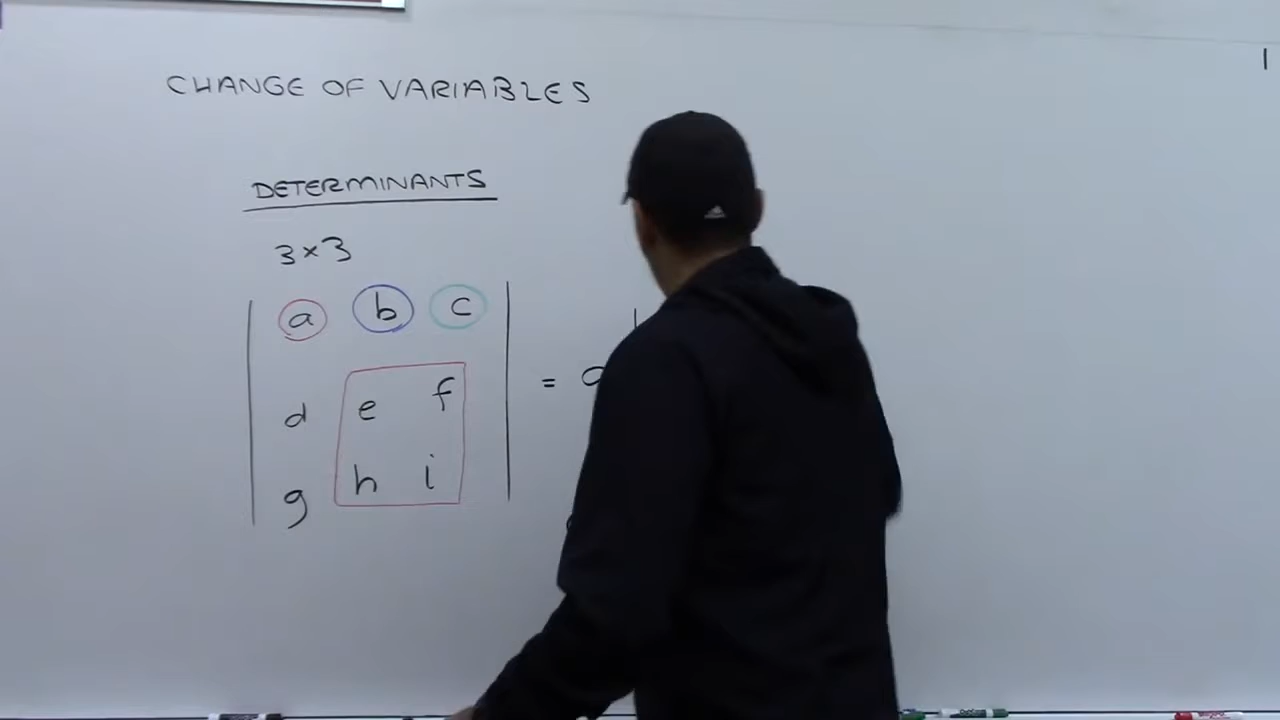 CHANGE OF VARIABLES
DETERMINANTS
3×3
a b c
d e f =
g h i